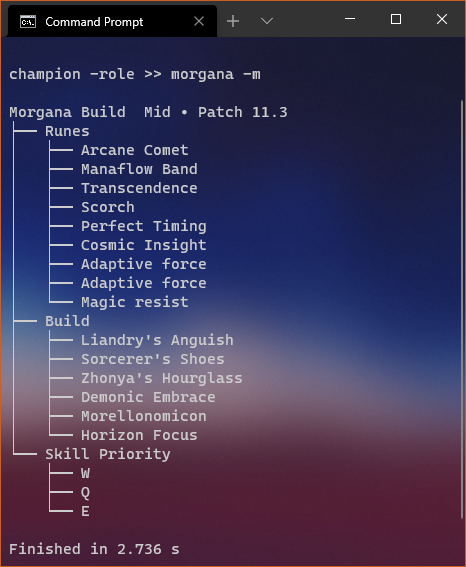 Command Prompt
champion -role >> morgana -m
Morgana Build  Mid • Patch 11.3
Runes
Arcane Comet
Manaflow Band
Transcendence
Scorch
Perfect Timing
Cosmic Insight
Adaptive force
Adaptive force
Magic resist
Build
Liandry's Anguish
Sorcerer's Shoes
Zhonya's Hourglass
Demonic Embrace
Morellonomicon
Horizon Focus
Skill Priority
W
Q
E
Finished in 2.736 s